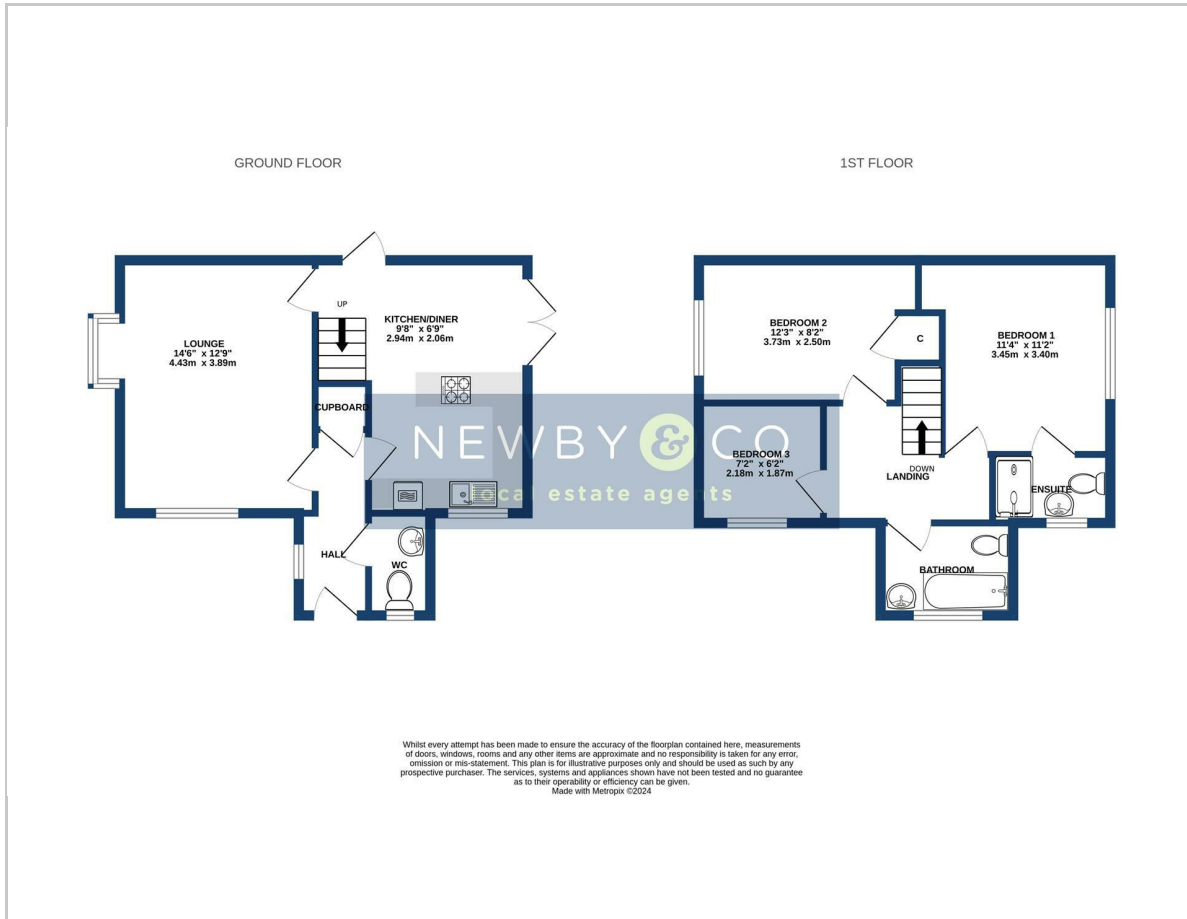 GROUND FLOOR
1ST FLOOR
UP
KITCHEN/DINER
9'8" x 6'9"
2.94m x 2.06m
LOUNGE
14'6" x 12'9"
4.43m x 3.89m
CUPBOARD
HALL
WC
BEDROOM 2
12'3" x 8'2"
3.73m x 2.50m
C
BEDROOM 1
11'4" x 11'2"
3.45m x 3.40m
BEDROOM 3
7'2" x 6'2"
2.18m x 1.87m
DOWN
LANDING
ENSUITE
BATHROOM
NEWBY & CO
local estate agents
Whilst every attempt has been made to ensure the accuracy of the floorplan contained here, measurements
of doors, windows, rooms and any other items are approximate and no responsibility is taken for any error,
omission or mis-statement. This plan is for illustrative purposes only and should be used as such by any
prospective purchaser. The services, systems and appliances shown have not been tested and no guarantee
as to their operability or efficiency can be given.
Made with Metropix ©2024